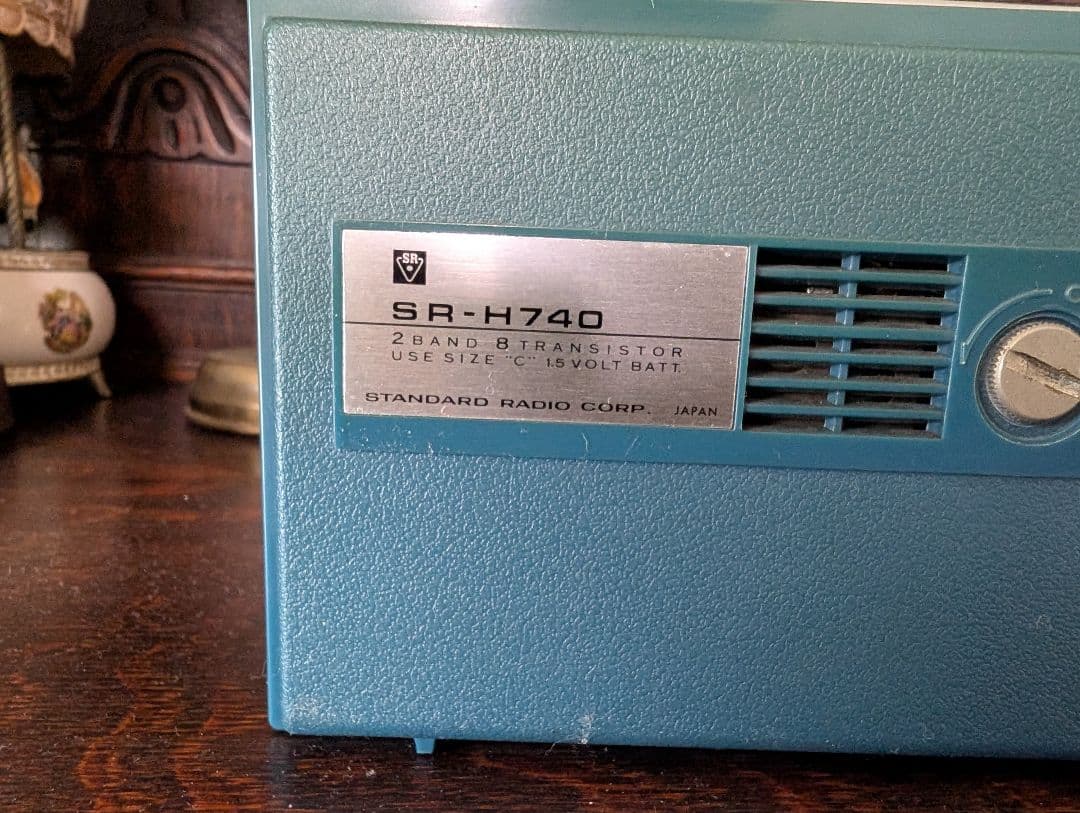 SR
SR-H740
2 BAND 8 TRANSISTOR
USE SIZE "C" 1.5 VOLT BATT.
STANDARD RADIO CORP. JAPAN